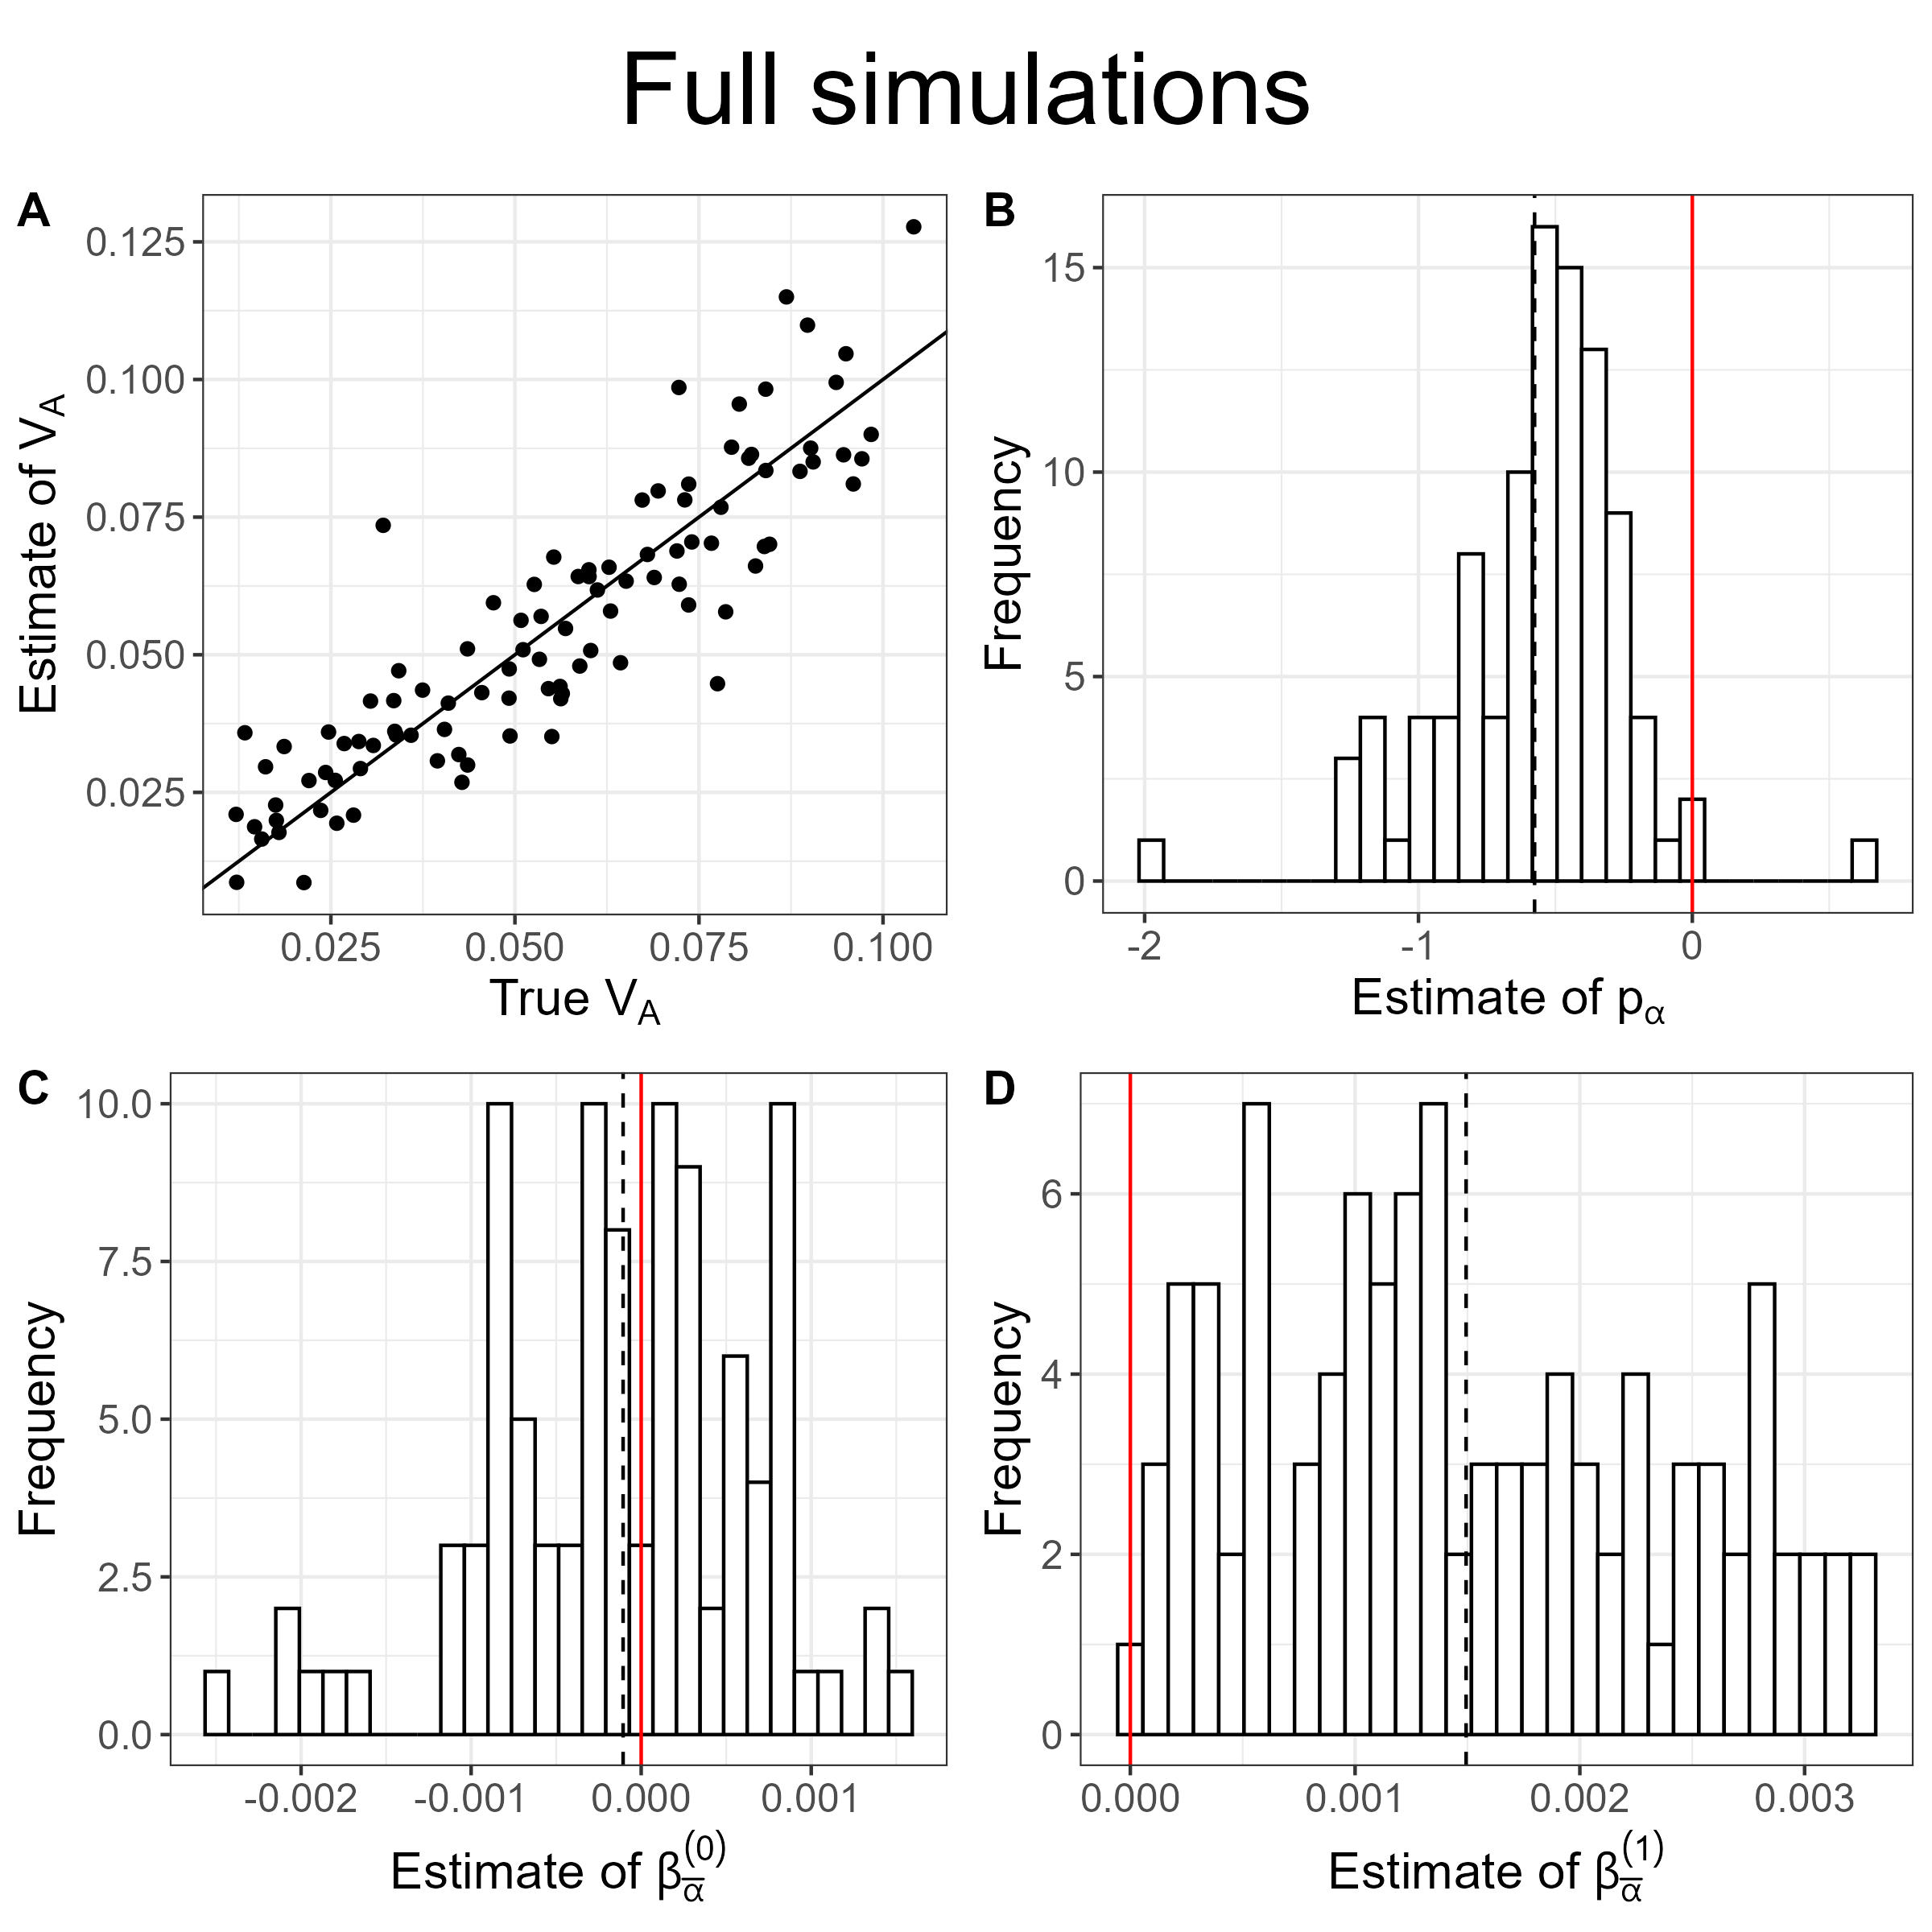 Full simulations
A
0.125
0.100
0.075
0.050
0.025
Estimate of V_A
0.025 0.050 0.075 0.100
True V_A
B
15
10
5
0
Frequency
-2 -1 0
Estimate of p_α
C
10.0
7.5
5.0
2.5
0.0
Frequency
-0.002 -0.001 0.000 0.001
Estimate of β_α̅^(0)
D
6
4
2
0
Frequency
0.000 0.001 0.002 0.003
Estimate of β_α̅^(1)